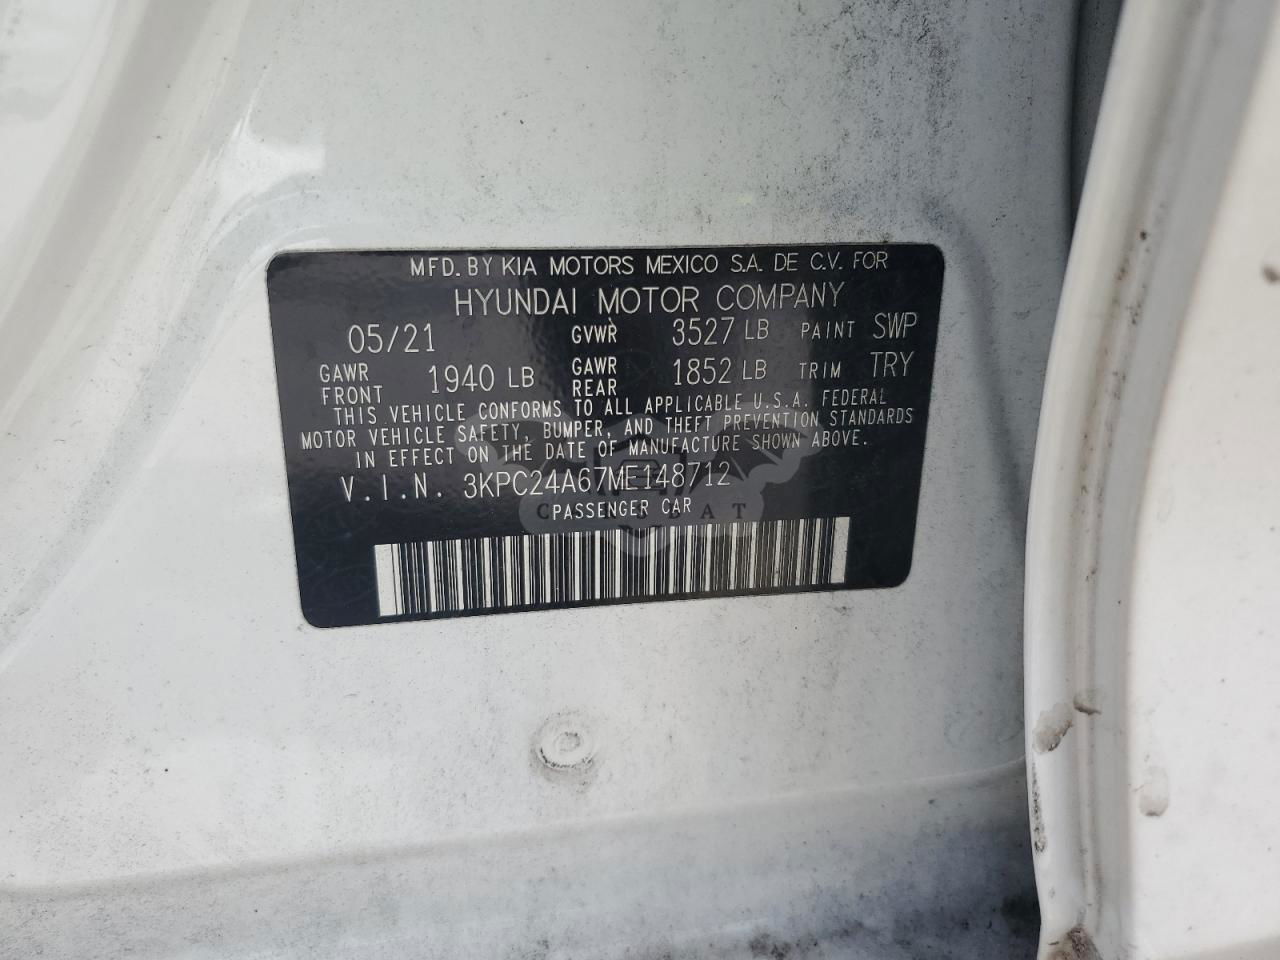 MFD. BY KIA MOTORS MEXICO S.A. DE C.V. FOR
HYUNDAI MOTOR COMPANY
05/21 GVWR 3527 LB PAINT SWP
GAWR FRONT 1940 LB GAWR REAR 1852 LB TRIM TRY
THIS VEHICLE CONFORMS TO ALL APPLICABLE U.S.A. FEDERAL
MOTOR VEHICLE SAFETY, BUMPER, AND THEFT PREVENTION STANDARDS
IN EFFECT ON THE DATE OF MANUFACTURE SHOWN ABOVE.
V.I.N. 3KPC24A67ME148712
PASSENGER CAR